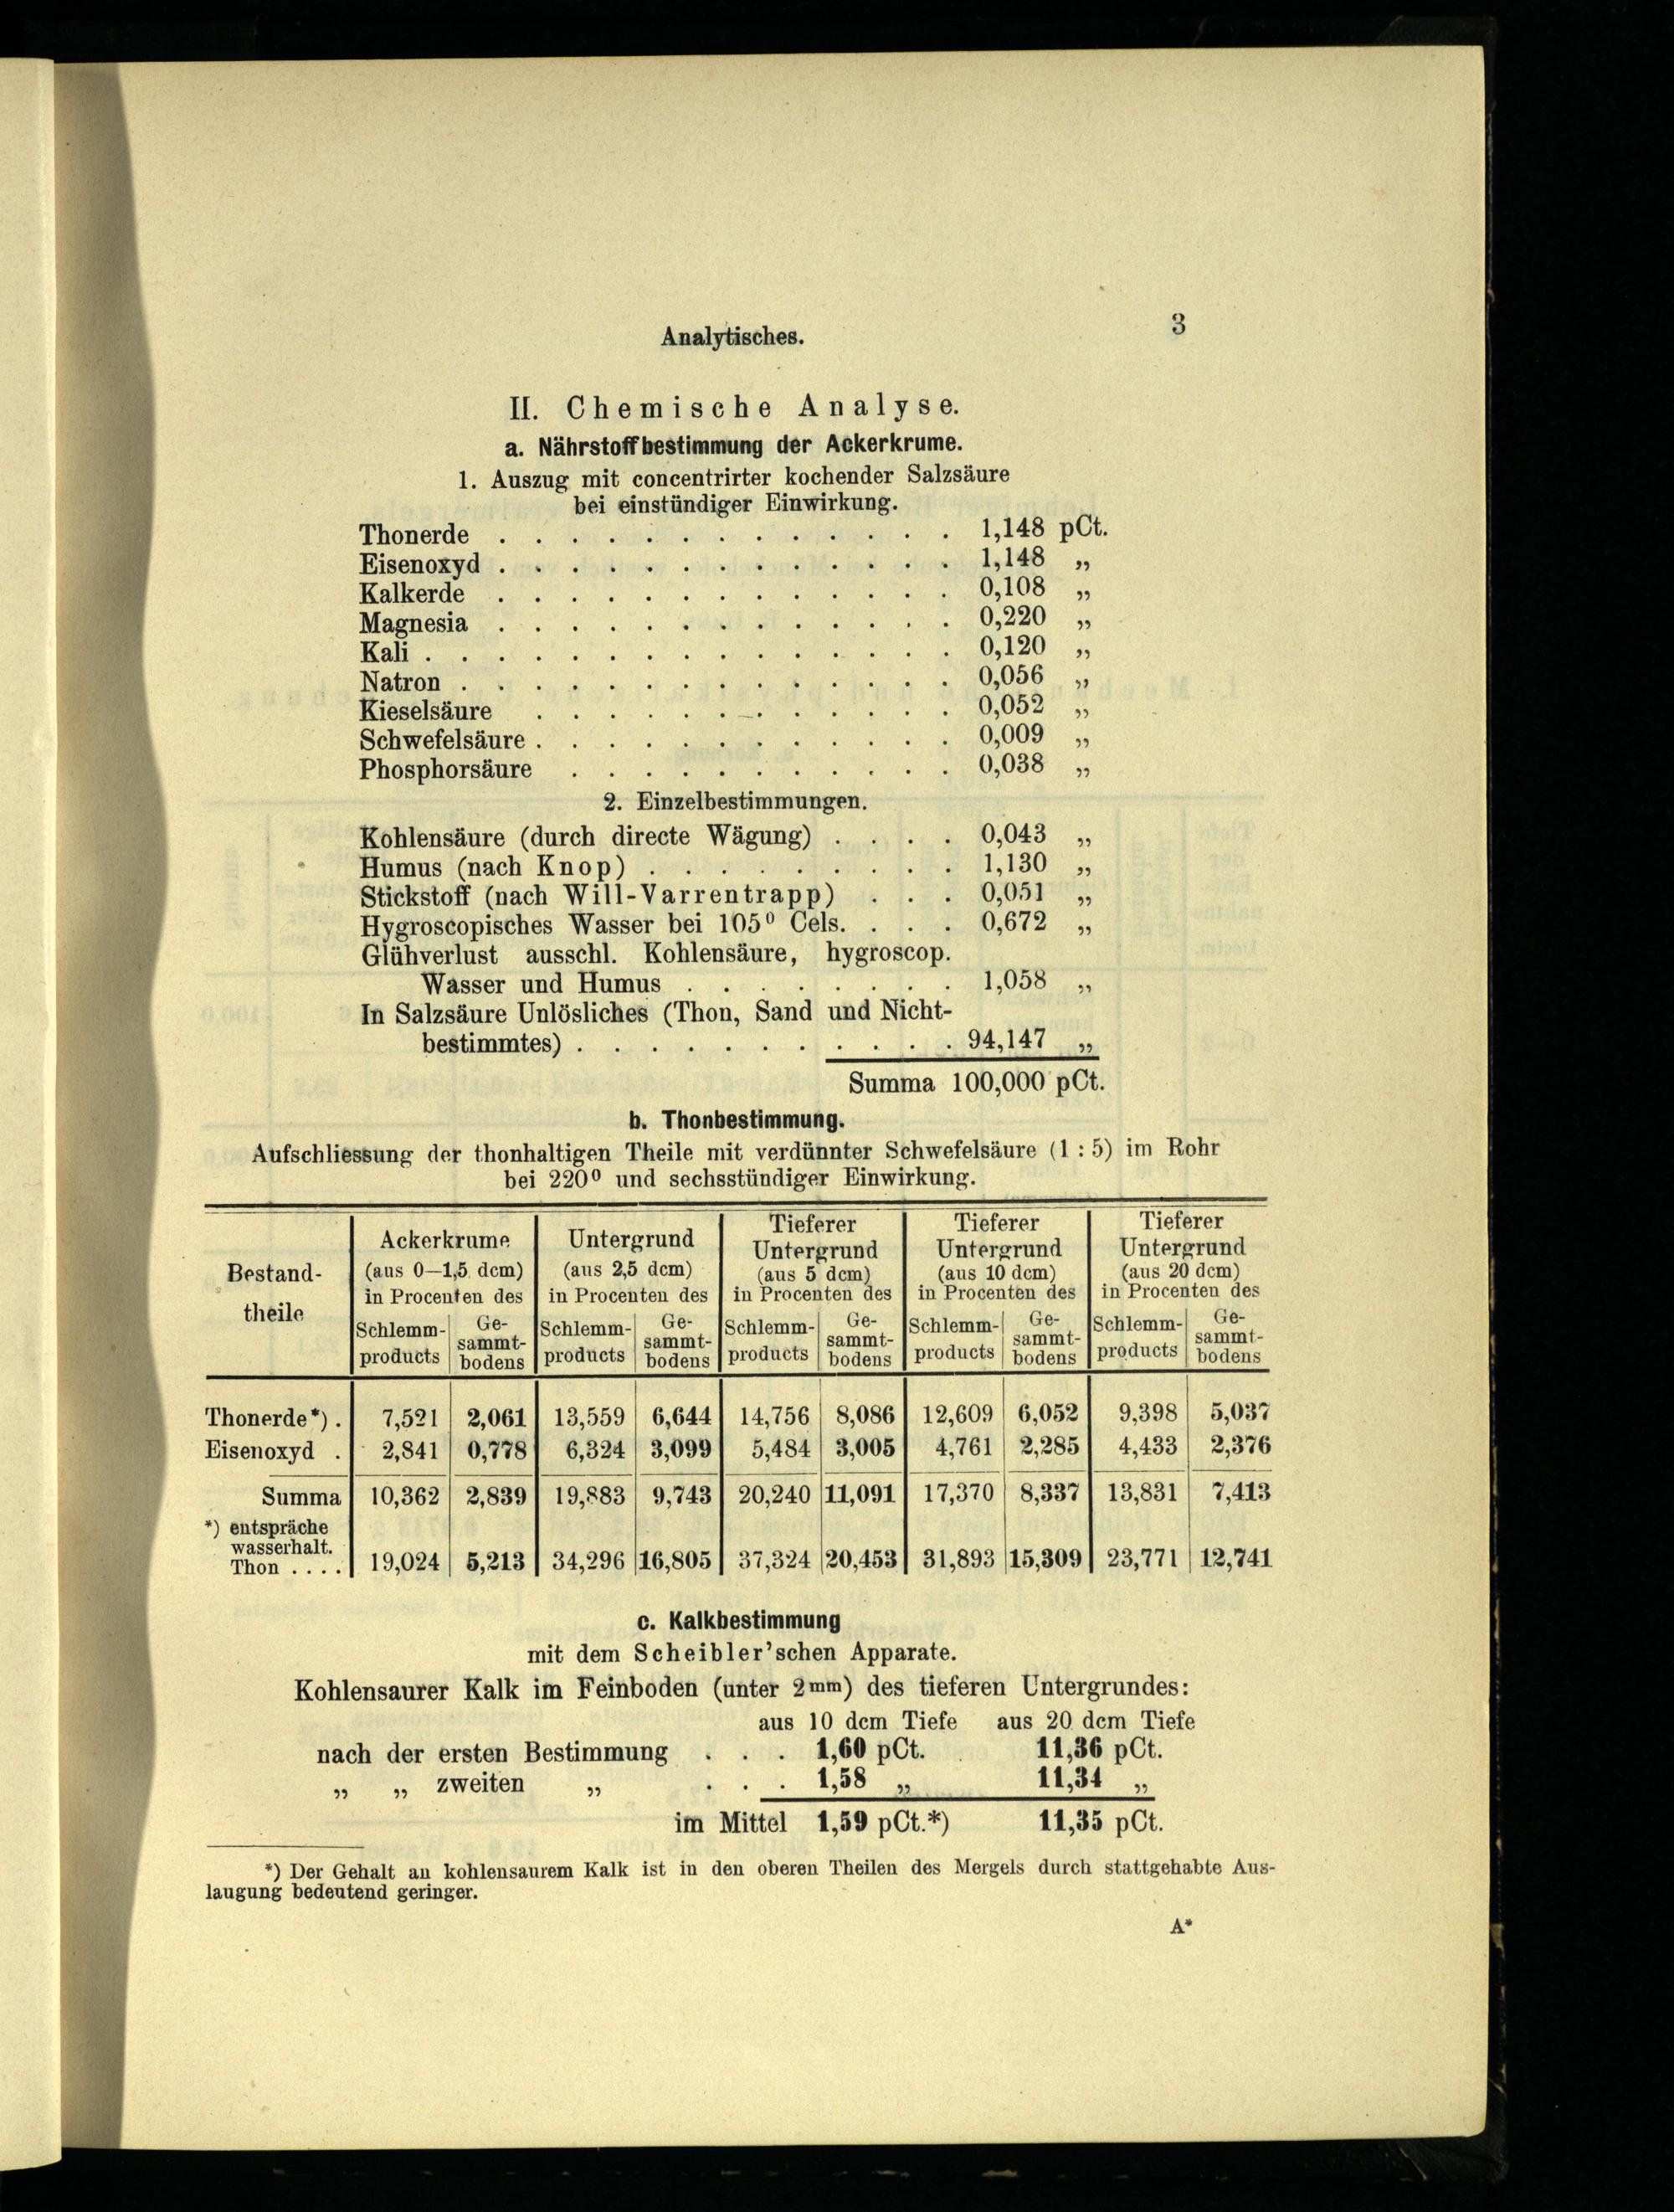 Analytisches.
3
II. Chemische Analyse.
a. Nährstoffbestimmung der Ackerkrume.
1. Auszug mit concentrirter kochender Salzsäure
bei einstündiger Einwirkung.
Thonerde . . . . . . . . . . . . . 1,148 pCt.
Eisenoxyd . . . . . . . . . . . . . 1,148 „
Kalkerde . . . . . . . . . . . . . 0,108 „
Magnesia . . . . . . . . . . . . . 0,220 „
Kali . . . . . . . . . . . . . . . 0,120 „
Natron . . . . . . . . . . . . . . 0,056 „
Kieselsäure . . . . . . . . . . . . 0,052 „
Schwefelsäure . . . . . . . . . . . . 0,009 „
Phosphorsäure . . . . . . . . . . . 0,038 „
2. Einzelbestimmungen.
Kohlensäure (durch directe Wägung) . . . . 0,043 „
Humus (nach Knop) . . . . . . . . . 1,130 „
Stickstoff (nach Will-Varrentrapp) . . . 0,051 „
Hygroscopisches Wasser bei 105⁰ Cels. . . . 0,672 „
Glühverlust ausschl. Kohlensäure, hygroscop.
Wasser und Humus . . . . . . . . 1,058 „
In Salzsäure Unlösliches (Thon, Sand und Nicht-
bestimmtes) . . . . . . . . . . . 94,147 „
Summa 100,000 pCt.
b. Thonbestimmung.
Aufschliessung der thonhaltigen Theile mit verdünnter Schwefelsäure (1 : 5) im Rohr
bei 220⁰ und sechsstündiger Einwirkung.
Bestand-
theile
Ackerkrume
(aus 0—1,5 dcm)
in Procenten des
Schlemm-
products
Ge-
sammt-
bodens
Untergrund
(aus 2,5 dcm)
in Procenten des
Schlemm-
products
Ge-
sammt-
bodens
Tieferer
Untergrund
(aus 5 dcm)
in Procenten des
Schlemm-
products
Ge-
sammt-
bodens
Tieferer
Untergrund
(aus 10 dcm)
in Procenten des
Schlemm-
products
Ge-
sammt-
bodens
Tieferer
Untergrund
(aus 20 dcm)
in Procenten des
Schlemm-
products
Ge-
sammt-
bodens
Thonerde*) . 7,521 2,061 13,559 6,644 14,756 8,086 12,609 6,052 9,398 5,037
Eisenoxyd . 2,841 0,778 6,324 3,099 5,484 3,005 4,761 2,285 4,433 2,376
Summa 10,362 2,839 19,883 9,743 20,240 11,091 17,370 8,337 13,831 7,413
*) entspräche
wasserhalt.
Thon . . . . 19,024 5,213 34,296 16,805 37,324 20,453 31,893 15,309 23,771 12,741
c. Kalkbestimmung
mit dem Scheibler'schen Apparate.
Kohlensaurer Kalk im Feinboden (unter 2mm) des tieferen Untergrundes:
aus 10 dcm Tiefe aus 20 dcm Tiefe
nach der ersten Bestimmung . . . 1,60 pCt. 11,36 pCt.
„ „ zweiten „ . . . 1,58 „ 11,34 „
im Mittel 1,59 pCt.*) 11,35 pCt.
*) Der Gehalt an kohlensaurem Kalk ist in den oberen Theilen des Mergels durch stattgehabte Aus-
laugung bedeutend geringer.
A*